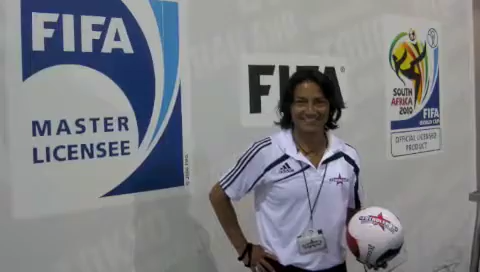 FIFA
MASTER
LICENSEE
FIFA
SOUTH
AFRICA
2010
FIFA
WORLD CUP
OFFICIAL LICENSED
PRODUCT
adidas